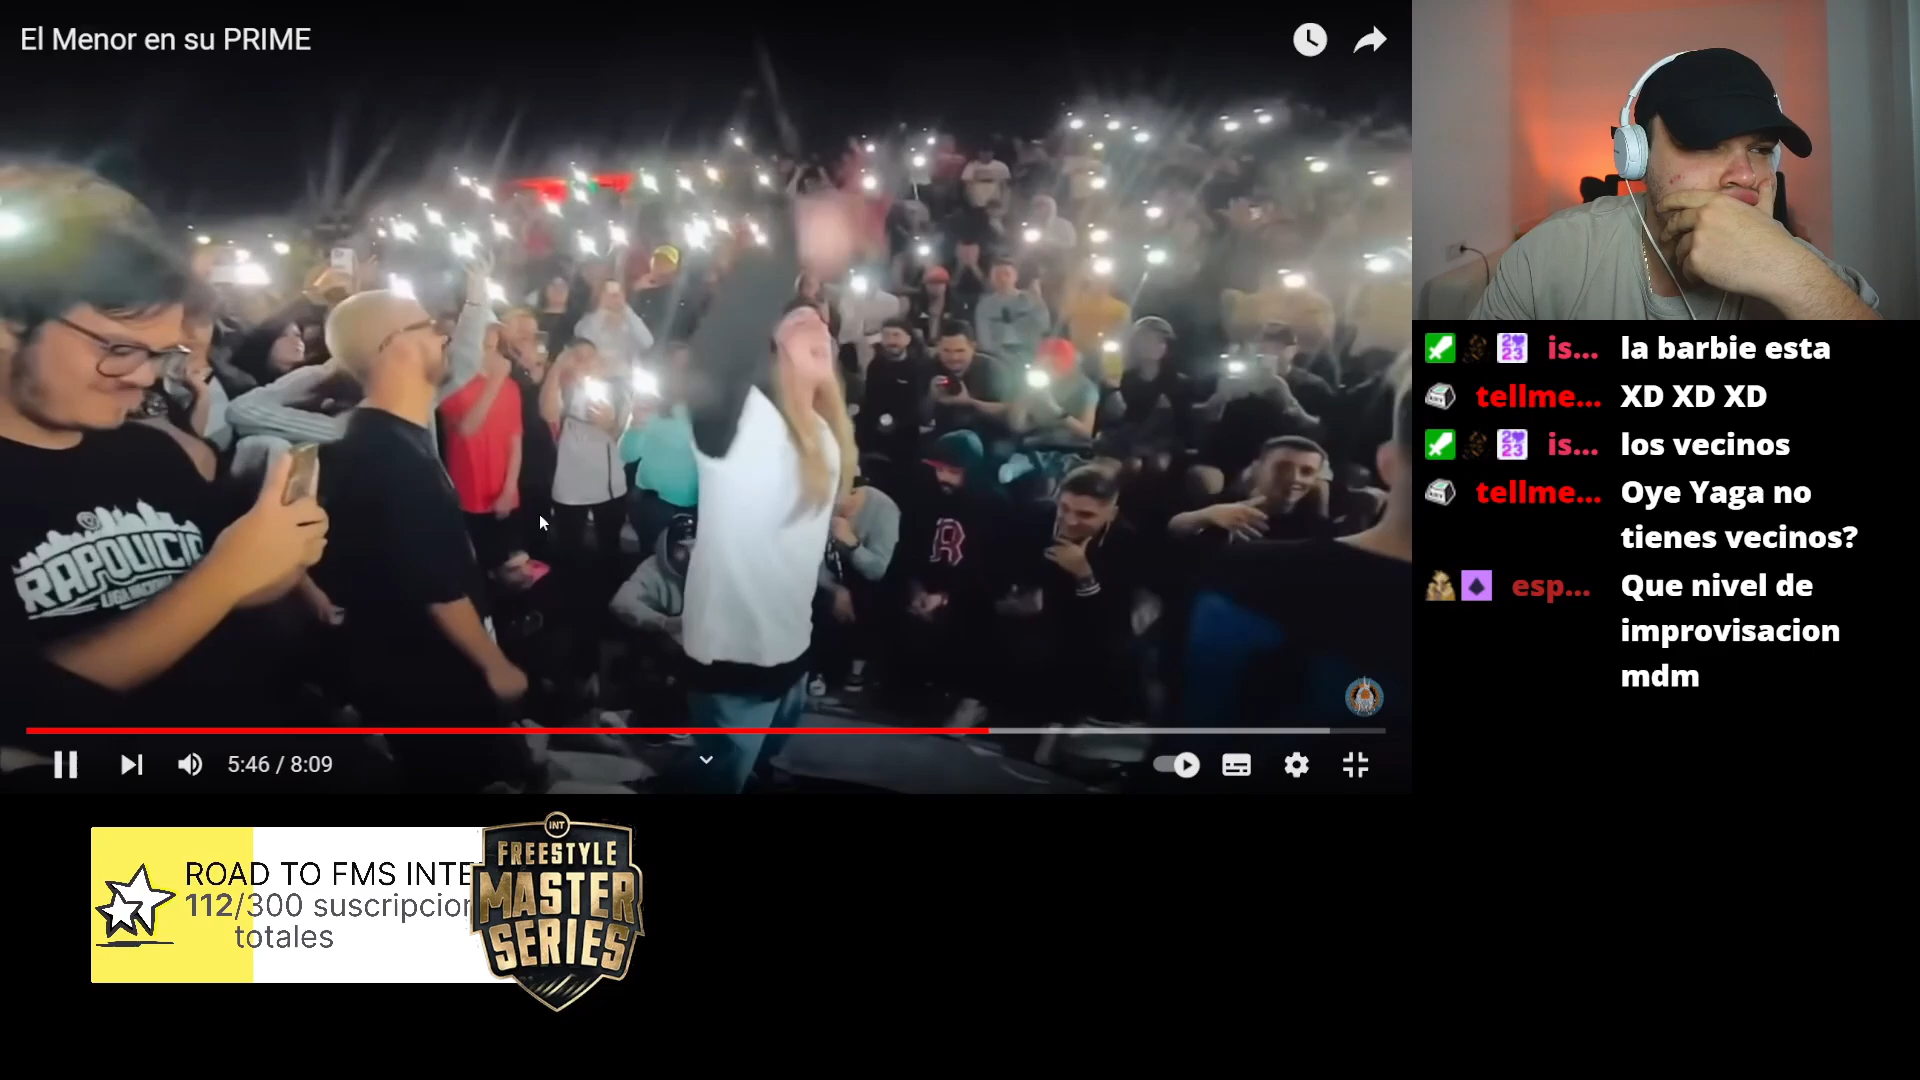 El Menor en su PRIME
la barbie esta
is...
tellme... XD XD XD
is... los vecinos
tellme... Oye Yaga no
tienes vecinos?
esp... Que nivel de
improvisacion
mdm
RAPQUICIO
R
5:46 / 8:09
ROAD TO FMS INTE
112/300 suscripcion
totales
INT
FREESTYLE
MASTER
SERIES